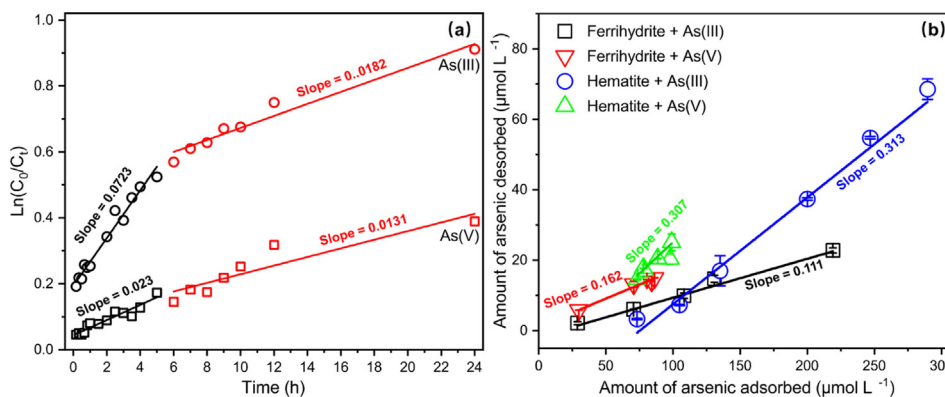 (a)
1.0
0.8
0.6
0.4
0.2
0.0
Ln(C0/Ct)
Slope = 0.0723
Slope = 0..0182
As(III)
Slope = 0.0131
As(V)
Slope = 0.023
0 2 4 6 8 10 12 14 16 18 20 22 24
Time (h)
(b)
100
80
60
40
20
0
Amount of arsenic desorbed (µmol L -1)
Ferrihydrite + As(III)
Ferrihydrite + As(V)
Hematite + As(III)
Hematite + As(V)
Slope = 0.313
Slope = 0.307
Slope = 0.162
Slope = 0.111
0 50 100 150 200 250 30
Amount of arsenic adsorbed (µmol L -1)